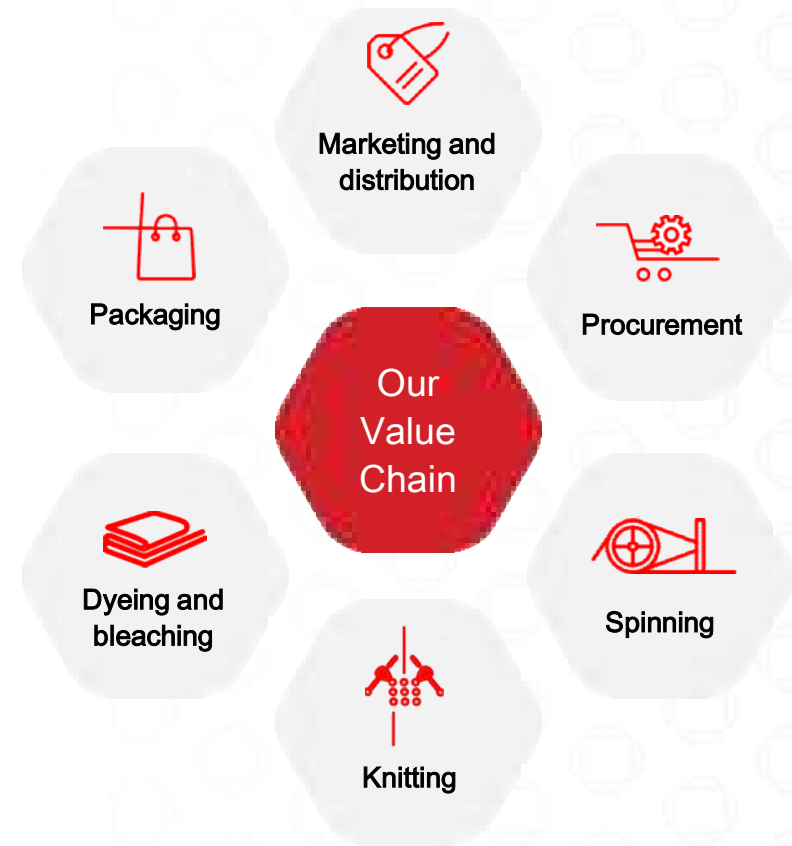 Marketing and
distribution
Packaging
Procurement
Our
Value
Chain
Dyeing and
bleaching
Spinning
Knitting